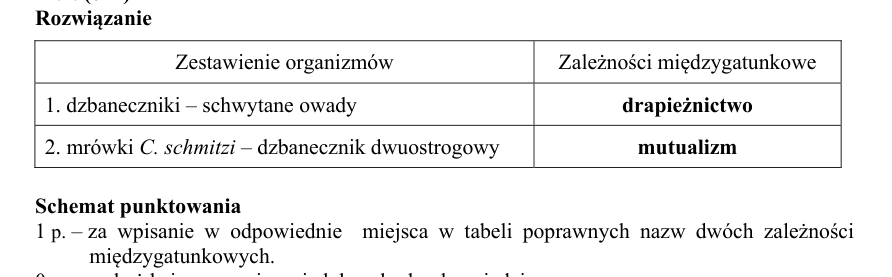 Rozwiązanie
Zestawienie organizmów Zależności międzygatunkowe
1. dzbaneczniki – schwytane owady drapieżnictwo
2. mrówki C. schmitzi – dzbanecznik dwuostrogowy mutualizm
Schemat punktowania
1 p. – za wpisanie w odpowiednie miejsca w tabeli poprawnych nazw dwóch zależności
międzygatunkowych.